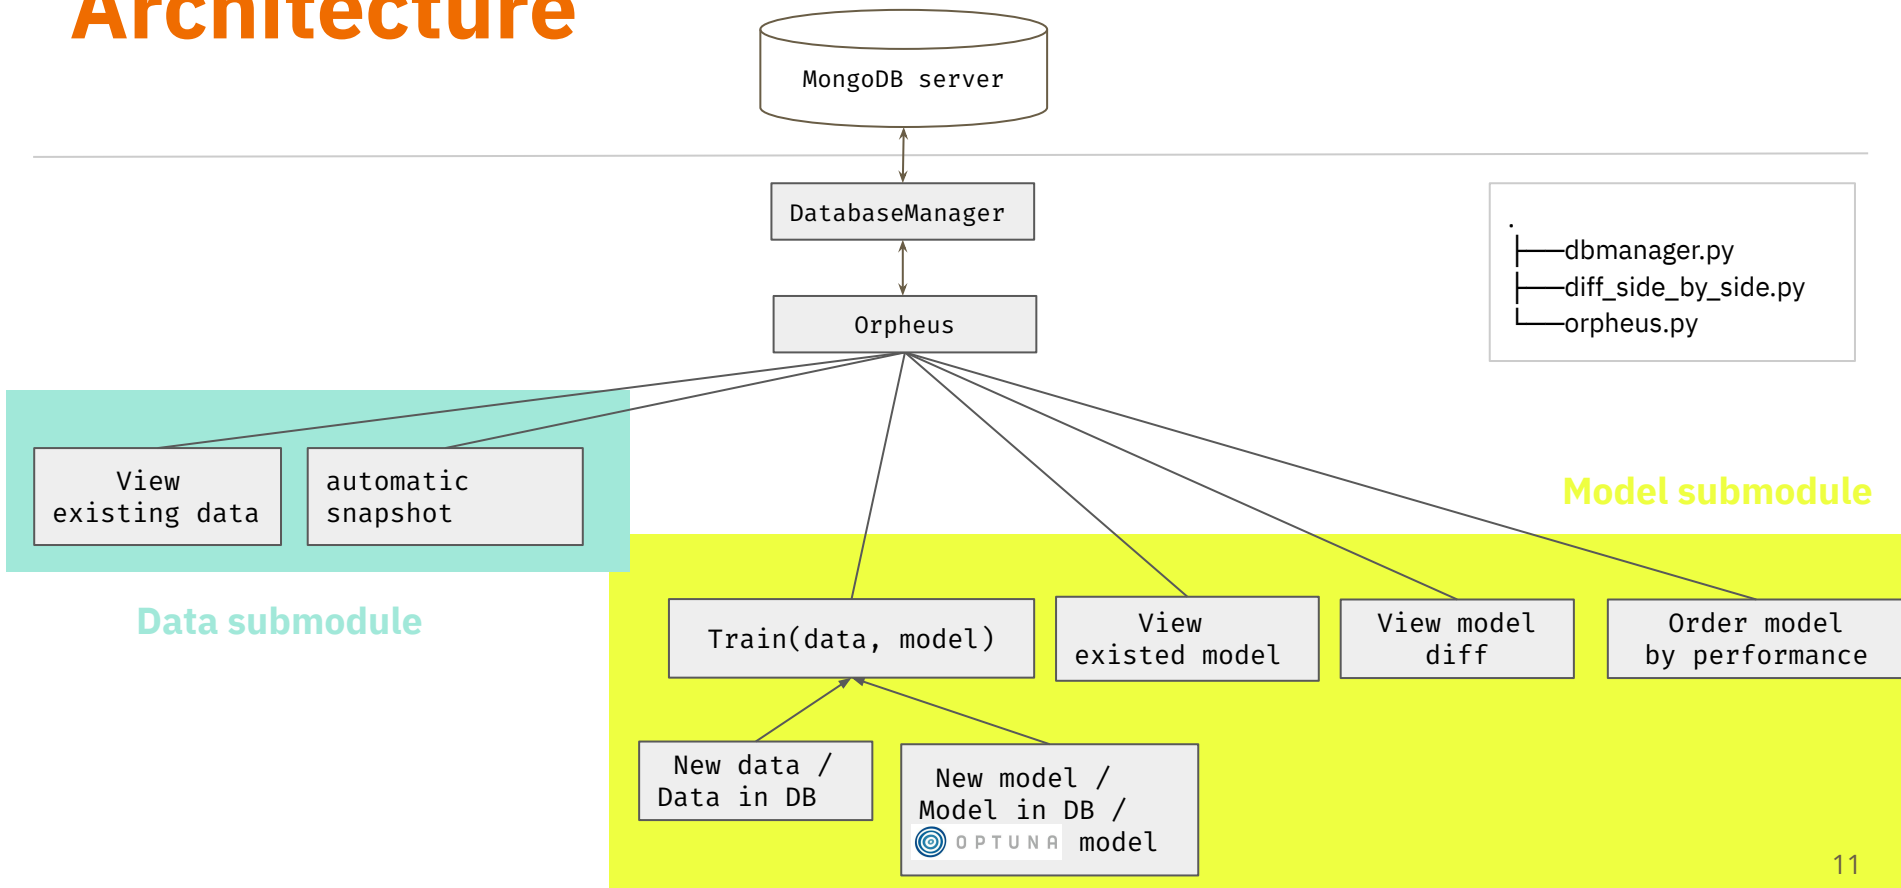 Architecture
MongoDB server
DatabaseManager
Orpheus
.
├──dbmanager.py
├──diff_side_by_side.py
└──orpheus.py
View
existing data
automatic
snapshot
Data submodule
Model submodule
Train(data, model)
View
existed model
View model
diff
Order model
by performance
New data /
Data in DB
New model /
Model in DB /
OPTUNA model
11